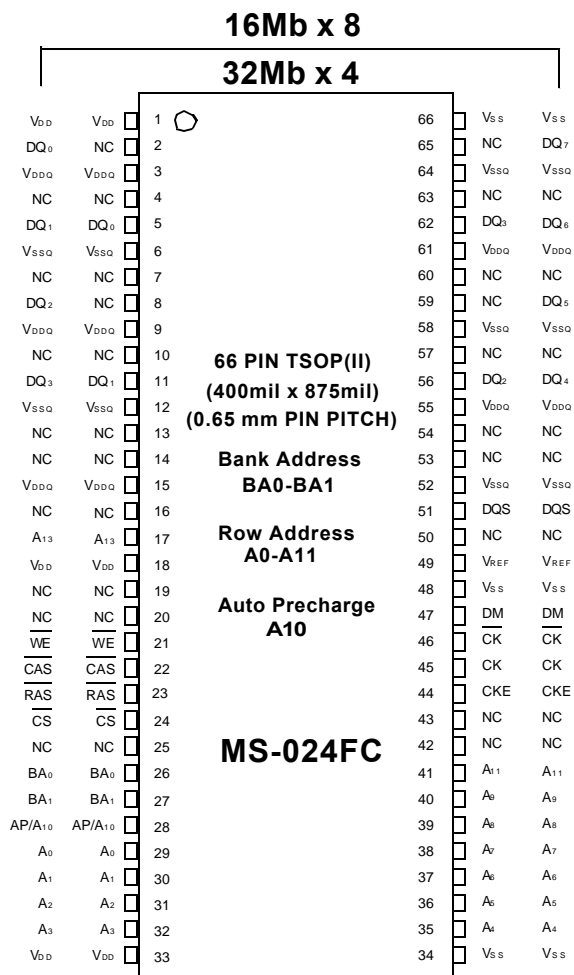 16Mb x 8
32Mb x 4
VDD VDD 1 66 VSS VSS
DQ0 NC 2 65 NC DQ7
VDDQ VDDQ 3 64 VSSQ VSSQ
NC NC 4 63 NC NC
DQ1 DQ0 5 62 DQ3 DQ6
VSSQ VSSQ 6 61 VDDQ VDDQ
NC NC 7 60 NC NC
DQ2 NC 8 59 NC DQ5
VDDQ VDDQ 9 58 VSSQ VSSQ
NC NC 10 66 PIN TSOP(II) 57 NC NC
DQ3 DQ1 11 (400mil x 875mil) 56 DQ2 DQ4
VSSQ VSSQ 12 (0.65 mm PIN PITCH) 55 VDDQ VDDQ
NC NC 13 54 NC NC
NC NC 14 Bank Address 53 NC NC
VDDQ VDDQ 15 BA0-BA1 52 VSSQ VSSQ
NC NC 16 51 DQS DQS
A13 A13 17 Row Address 50 NC NC
VDD VDD 18 A0-A11 49 VREF VREF
NC NC 19 48 VSS VSS
NC NC 20 Auto Precharge 47 DM DM
WE WE 21 A10 46 CK CK
CAS CAS 22 45 CK CK
RAS RAS 23 44 CKE CKE
CS CS 24 43 NC NC
NC NC 25 MS-024FC 42 NC NC
BA0 BA0 26 41 A11 A11
BA1 BA1 27 40 A9 A9
AP/A10 AP/A10 28 39 A8 A8
A0 A0 29 38 A7 A7
A1 A1 30 37 A6 A6
A2 A2 31 36 A5 A5
A3 A3 32 35 A4 A4
VDD VDD 33 34 VSS VSS